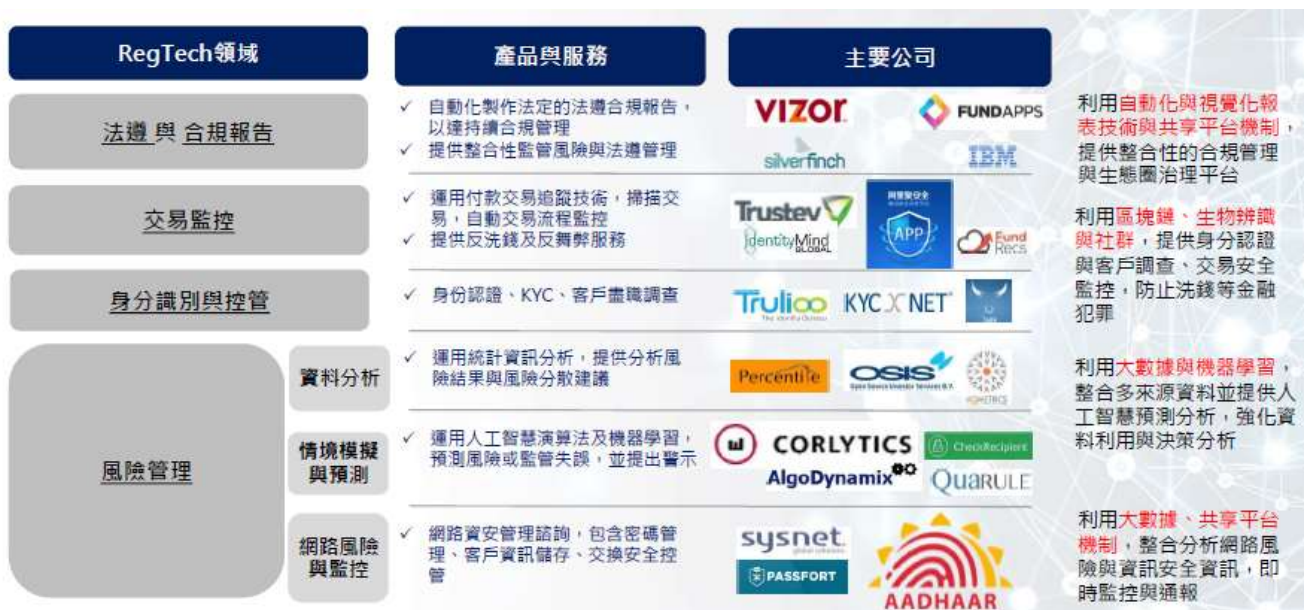 RegTech領域
產品與服務
主要公司
法遵 與 合規報告
✓ 自動化製作法定的法遵合規報告，
以達持續合規管理
✓ 提供整合性監管風險與法遵管理
VIZOR
FUNDAPPS
silverfinch
IBM
利用自動化與視覺化報
表技術與共享平台機制，
提供整合性的合規管理
與生態圈治理平台
交易監控
✓ 運用付款交易追蹤技術，掃描交
易，自動交易流程監控
✓ 提供反洗錢及反舞弊服務
Trustev
IdentityMind
GLOBAL
阿里聚安全
APP
Fund
Recs
利用區塊鏈、生物辨識
與社群，提供身分認證
與客戶調查、交易安全
監控，防止洗錢等金融
犯罪
身分識別與控管
✓ 身份認證、KYC、客戶盡職調查
Trulioo
The Identity Bureau
KYC X NET
風險管理
資料分析
✓ 運用統計資訊分析，提供分析風
險結果與風險分散建議
Percentile
OSIS
Open Source Investor Services B.V.
利用大數據與機器學習，
整合多來源資料並提供人
工智慧預測分析，強化資
料利用與決策分析
情境模擬
與預測
✓ 運用人工智慧演算法及機器學習，
預測風險或監管失誤，並提出警示
CORLYTICS
CheckRecipient
AlgoDynamix
QUARULE
網路風險
與監控
✓ 網路資安管理諮詢，包含密碼管
理、客戶資訊儲存、交換安全控
管
sysnet
global solutions
PASSFORT
AADHAAR
利用大數據、共享平台
機制，整合分析網路風
險與資訊安全資訊，即
時監控與通報